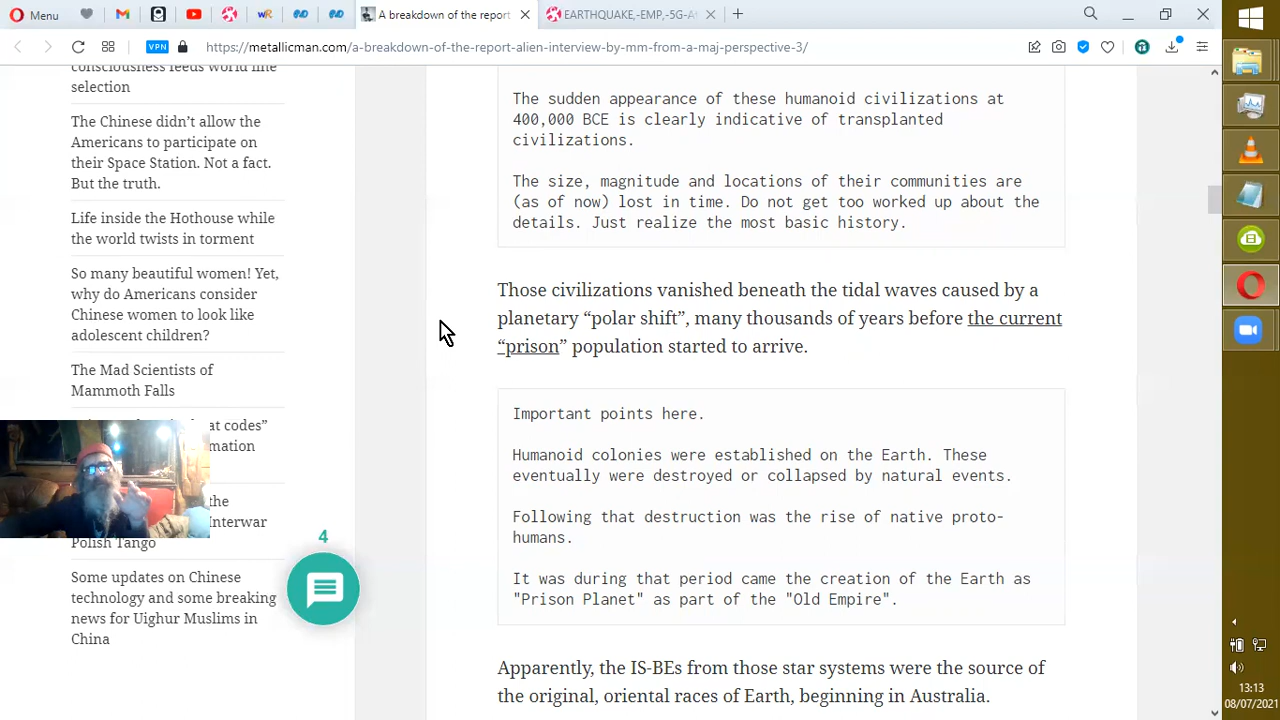 Menu
A breakdown of the report
EARTHQUAKE,-EMP,-5G-A
VPN
https://metallicman.com/a-breakdown-of-the-report-alien-interview-by-mm-from-a-maj-perspective-3/
consciousness feeds world line
selection
The Chinese didn’t allow the
Americans to participate on
their Space Station. Not a fact.
But the truth.
Life inside the Hothouse while
the world twists in torment
So many beautiful women! Yet,
why do Americans consider
Chinese women to look like
adolescent children?
The Mad Scientists of
Mammoth Falls
at codes”
mation
the
Interwar
Polish Tango
Some updates on Chinese
technology and some breaking
news for Uighur Muslims in
China
4
The sudden appearance of these humanoid civilizations at
400,000 BCE is clearly indicative of transplanted
civilizations.
The size, magnitude and locations of their communities are
(as of now) lost in time. Do not get too worked up about the
details. Just realize the most basic history.
Those civilizations vanished beneath the tidal waves caused by a
planetary “polar shift”, many thousands of years before the current
“prison” population started to arrive.
Important points here.
Humanoid colonies were established on the Earth. These
eventually were destroyed or collapsed by natural events.
Following that destruction was the rise of native proto-
humans.
It was during that period came the creation of the Earth as
"Prison Planet" as part of the "Old Empire".
Apparently, the IS-BEs from those star systems were the source of
the original, oriental races of Earth, beginning in Australia.
13:13
08/07/2021